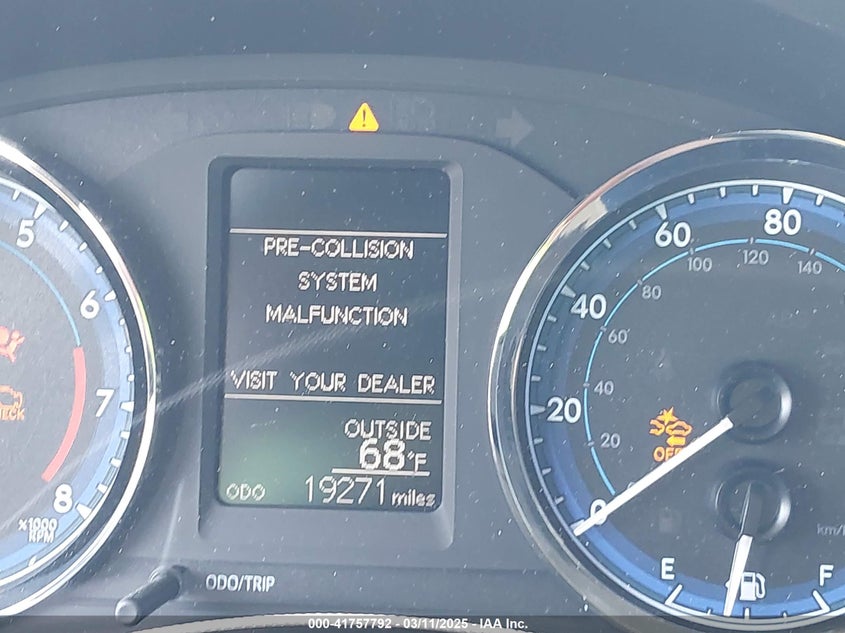 PRE-COLLISION
SYSTEM
MALFUNCTION
VISIT YOUR DEALER
OUTSIDE
68°F
ODO 19271 miles
5
6
7
8
x1000
RPM
CHECK
ODO/TRIP
0
20
40
60
80
20
40
60
80
100
120
140
OFF
km/h
E
F
000-41757792 - 03/11/2025 - IAA Inc.